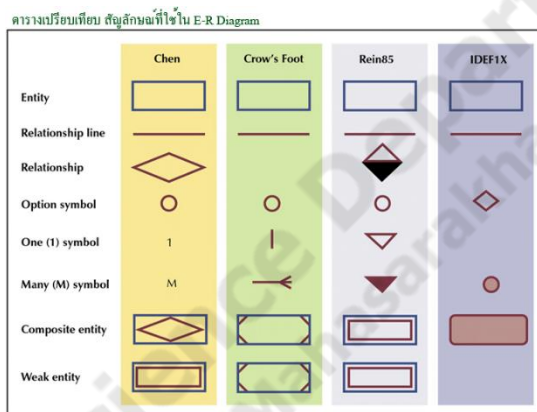 ตารางเปรียบเทียบ สัญลักษณ์ที่ใช้ใน E-R Diagram
Chen Crow's Foot Rein85 IDEF1X
Entity
Relationship line
Relationship
Option symbol
One (1) symbol 1
Many (M) symbol M
Composite entity
Weak entity